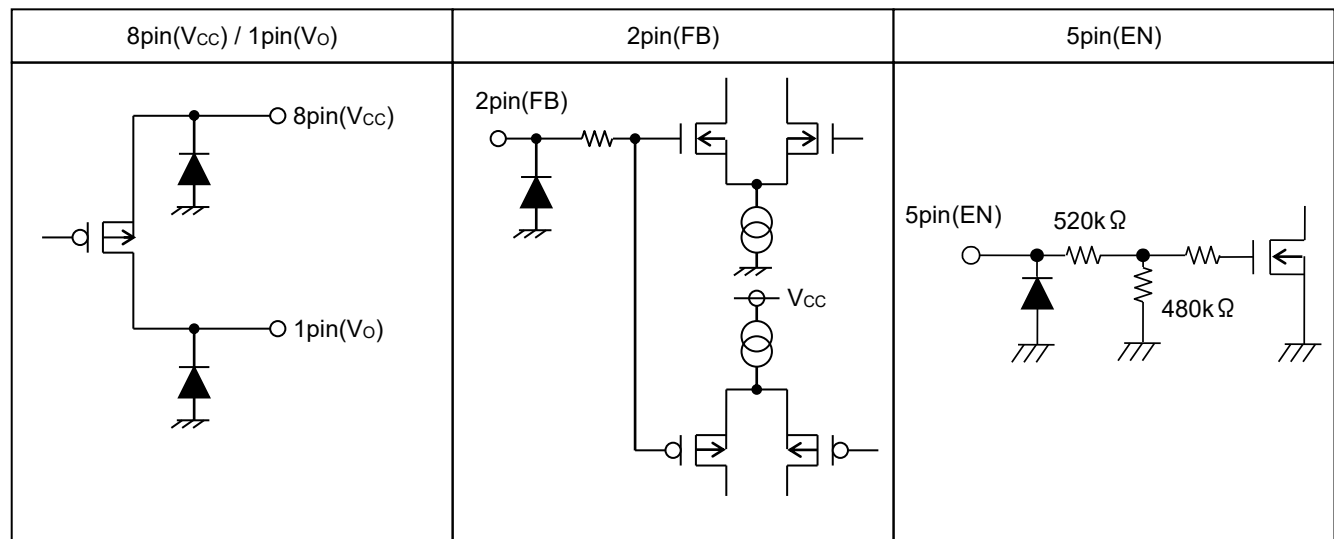 8pin(VCC) / 1pin(VO)
2pin(FB)
5pin(EN)
8pin(VCC)
1pin(VO)
2pin(FB)
VCC
5pin(EN)
520kΩ
480kΩ